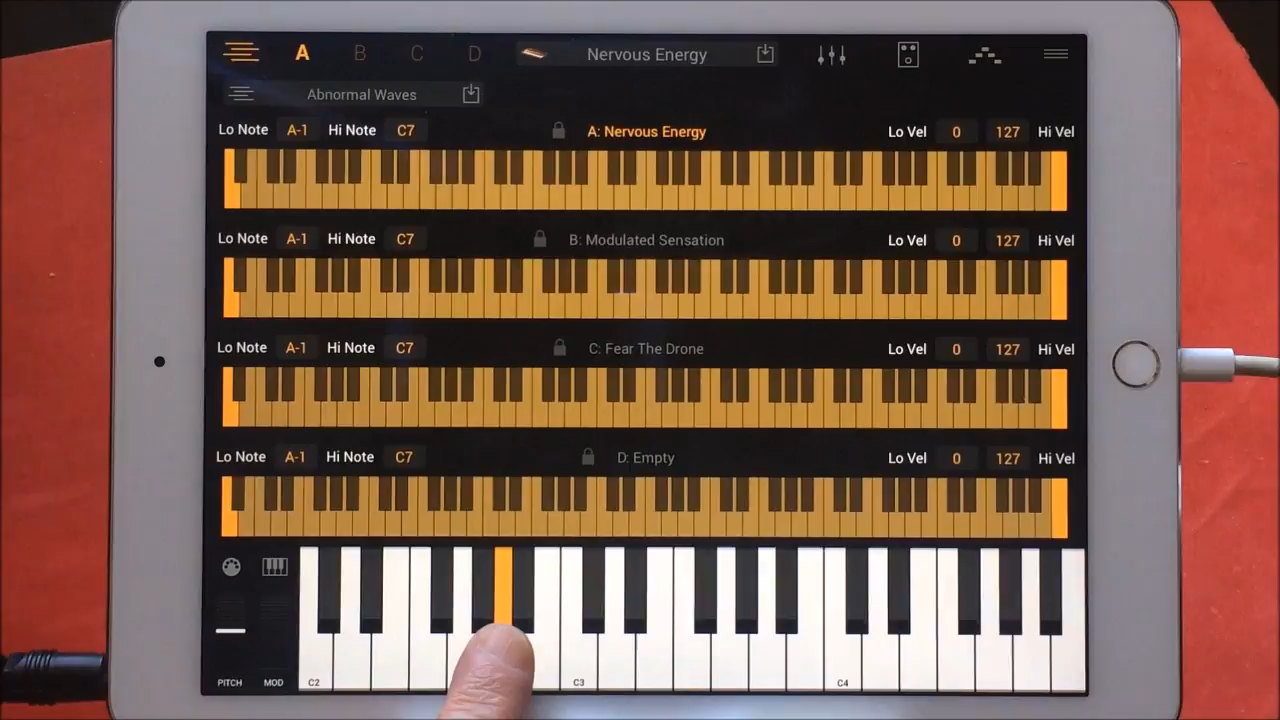 A B C D Nervous Energy
Abnormal Waves
Lo Note A-1 Hi Note C7 A: Nervous Energy Lo Vel 0 127 Hi Vel
Lo Note A-1 Hi Note C7 B: Modulated Sensation Lo Vel 0 127 Hi Vel
Lo Note A-1 Hi Note C7 C: Fear The Drone Lo Vel 0 127 Hi Vel
Lo Note A-1 Hi Note C7 D: Empty Lo Vel 0 127 Hi Vel
PITCH MOD C2 C3 C4